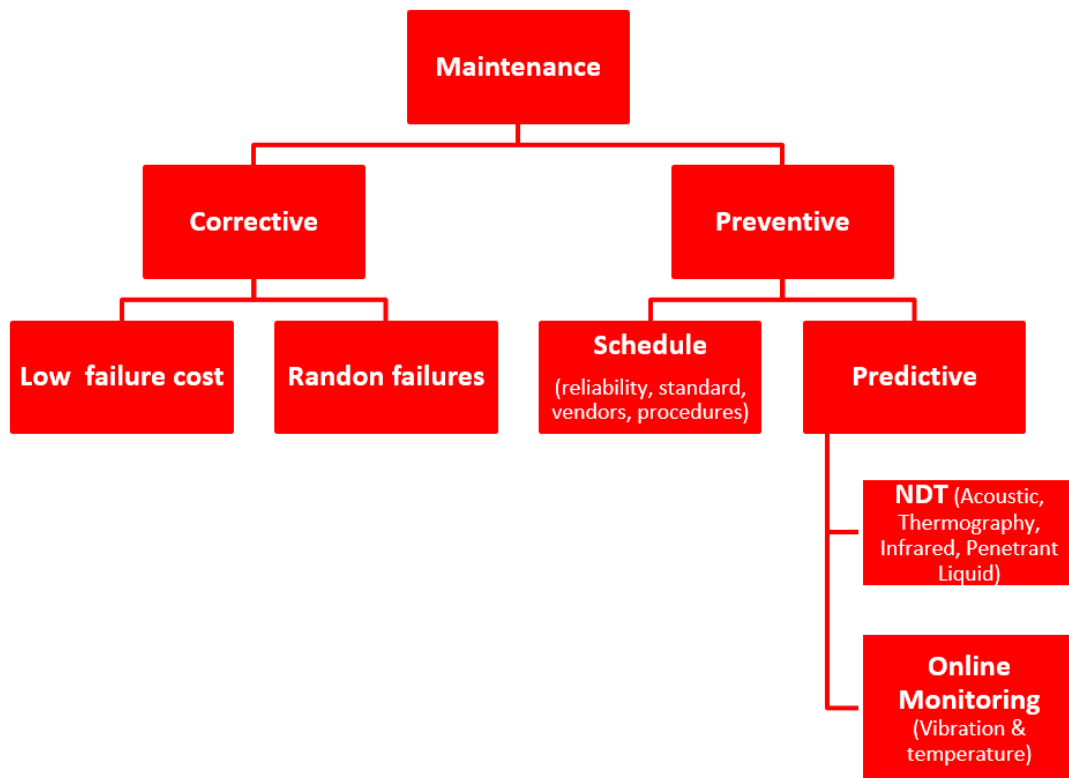 Maintenance
Corrective
Preventive
Low failure cost
Randon failures
Schedule
(reliability, standard,
vendors, procedures)
Predictive
NDT (Acoustic,
Thermography,
Infrared, Penetrant
Liquid)
Online
Monitoring
(Vibration &
temperature)